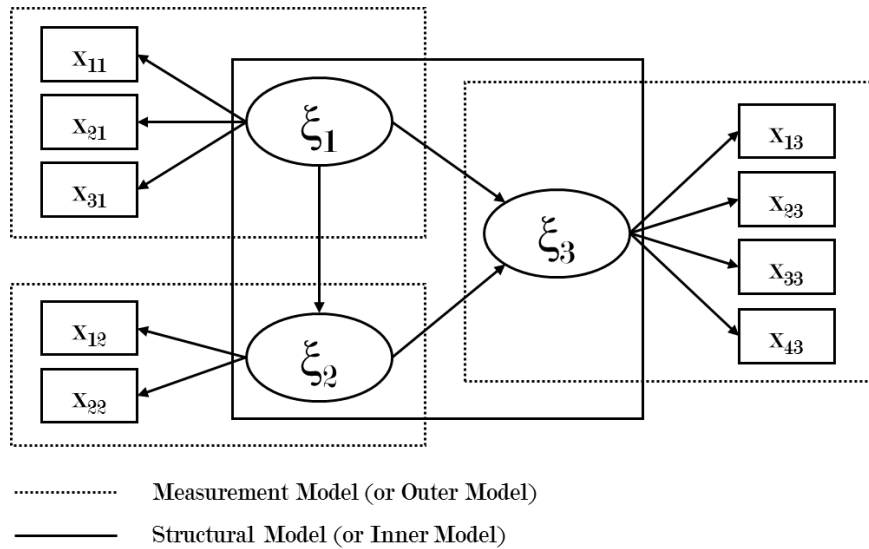 x₁₁
x₂₁
x₃₁
ξ₁
x₁₂
x₂₂
ξ₂
ξ₃
x₁₃
x₂₃
x₃₃
x₄₃
Measurement Model (or Outer Model)
Structural Model (or Inner Model)